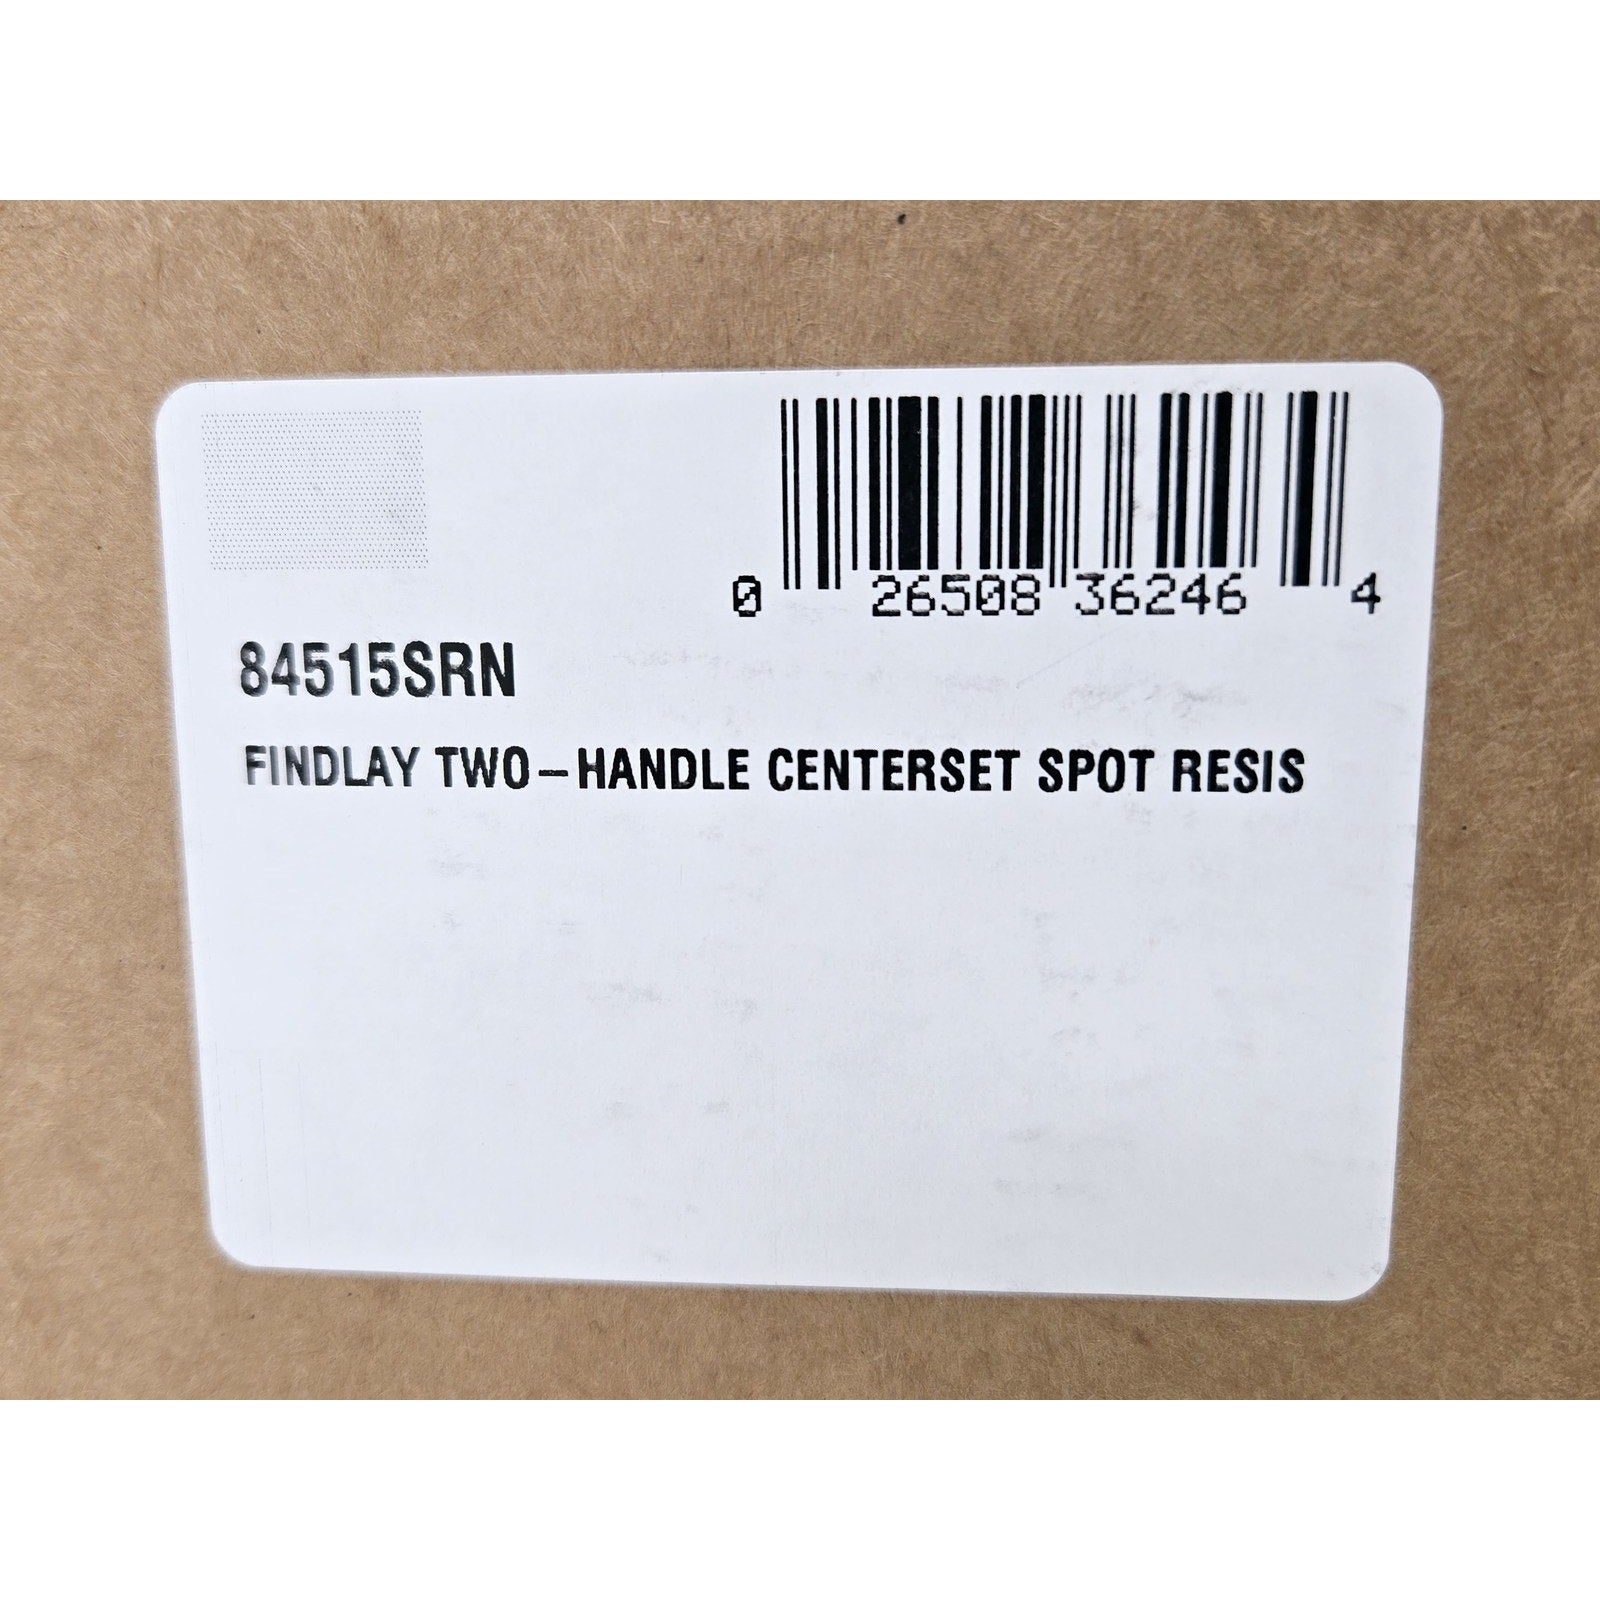 0 26508 36246 4
84515SRN
FINDLAY TWO-HANDLE CENTERSET SPOT RESIS